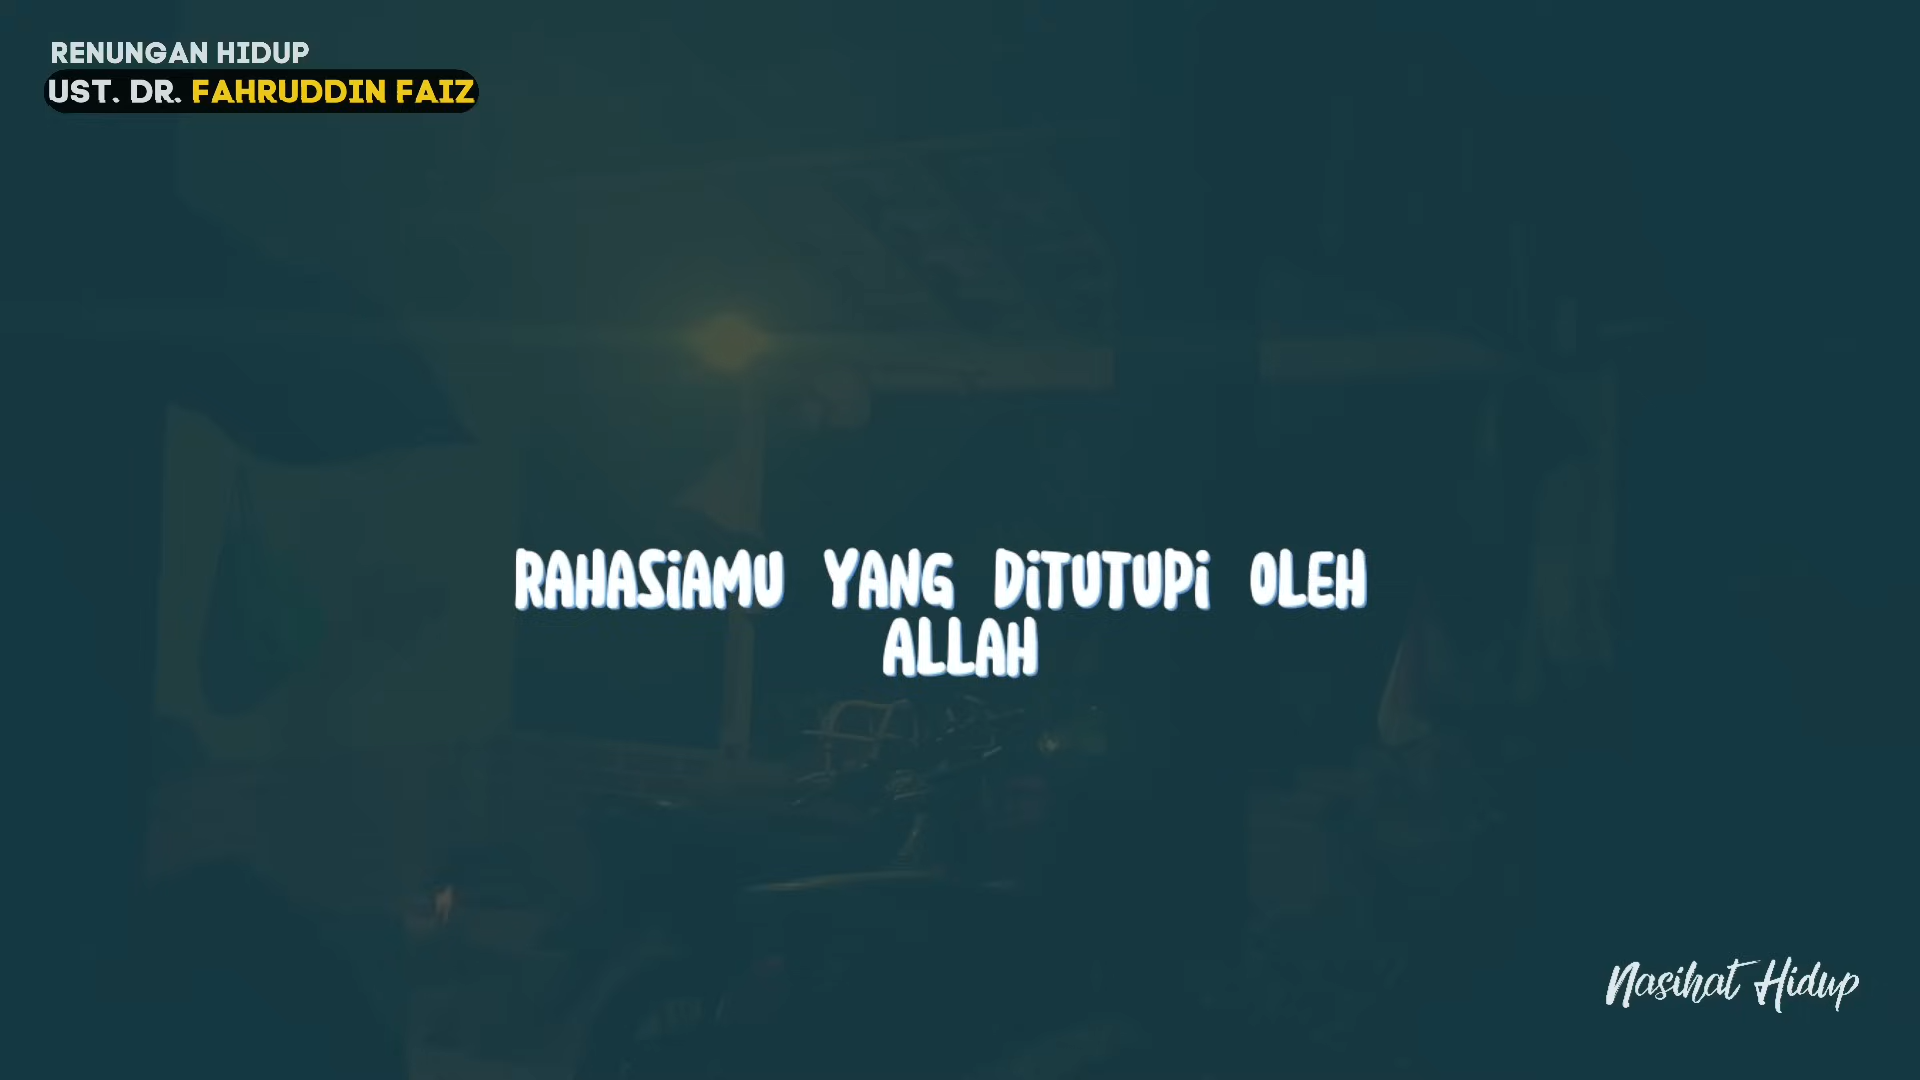 RENUNGAN HIDUP
UST. DR. FAHRUDDIN FAIZ
RAHASiAMU YANG DiTUTUPi OLEH
ALLAH
Nasihat Hidup